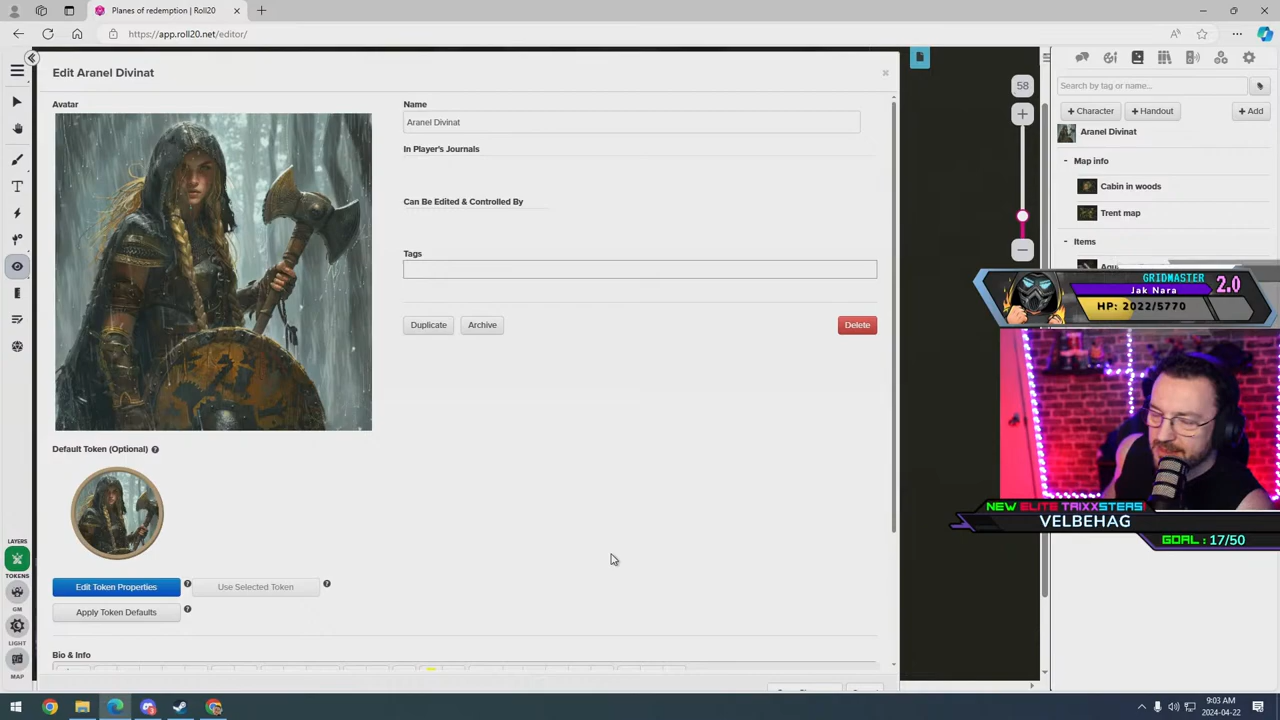 Planes of redemption | Roll20
https://app.roll20.net/editor/
Edit Aranel Divinat
Avatar
Name
Aranel Divinat
In Player's Journals
Can Be Edited & Controlled By
Tags
Duplicate
Archive
Delete
Default Token (Optional)
Edit Token Properties
Use Selected Token
Apply Token Defaults
Bio & Info
LAYERS
TOKENS
GM
LIGHT
MAP
58
Search by tag or name...
+ Character
+ Handout
+ Add
Aranel Divinat
- Map info
Cabin in woods
Trent map
- Items
GRIDMASTER
2.0
Jak Nara
HP: 2022/5770
NEW ELITE TRIXXSTERS!
VELBEHAG
GOAL: 17/50
9:03 AM
2024-04-22